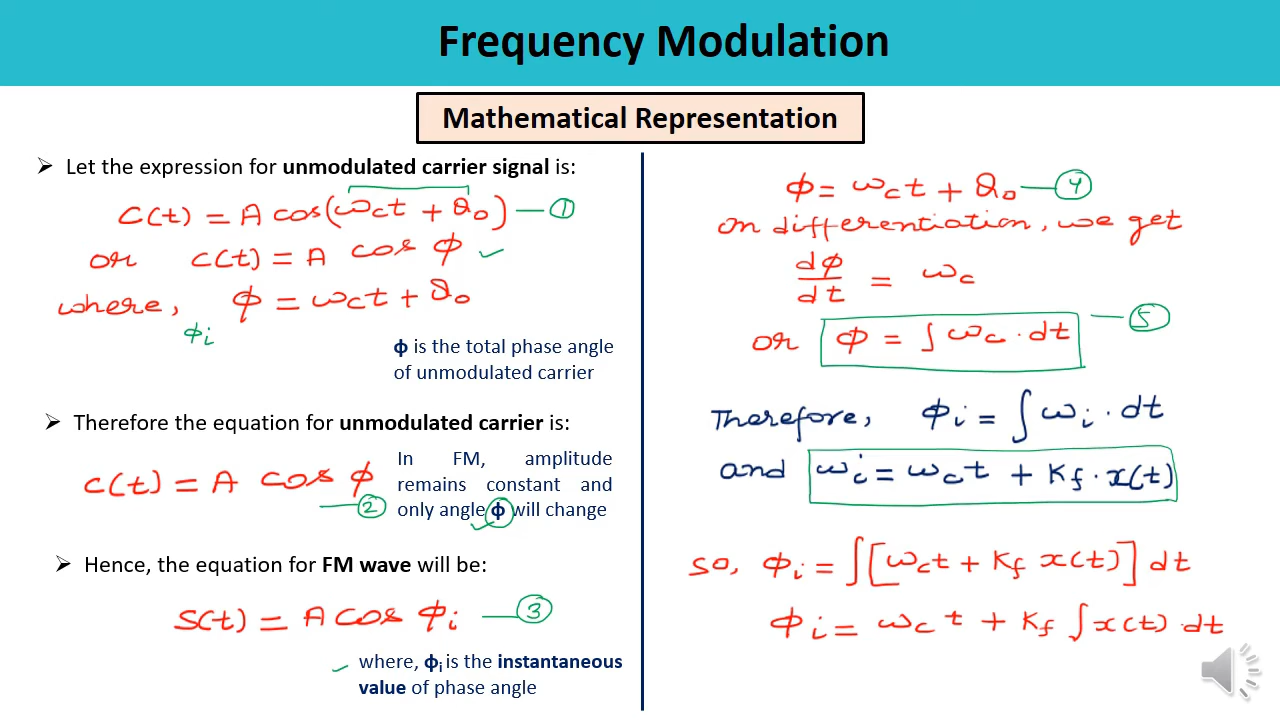 Frequency Modulation
Mathematical Representation
➢ Let the expression for unmodulated carrier signal is:
c(t) = A cos(ωct + θo) — ①
or c(t) = A cos ϕ ✓
where, ϕ = ωct + θo
ϕi
ϕ is the total phase angle
of unmodulated carrier
➢ Therefore the equation for unmodulated carrier is:
c(t) = A cos ϕ — ②
In FM, amplitude
remains constant and
only angle ϕ will change
➢ Hence, the equation for FM wave will be:
s(t) = A cos ϕi — ③
where, ϕi is the instantaneous
value of phase angle
ϕ = ωct + θo — ④
on differentiation, we get
dϕ/dt = ωc
or ϕ = ∫ ωc · dt — ⑤
Therefore, ϕi = ∫ ωi · dt
and ωi = ωct + Kf · x(t)
so, ϕi = ∫[ωct + Kf x(t)] dt
ϕi = ωct + Kf ∫x(t) · dt